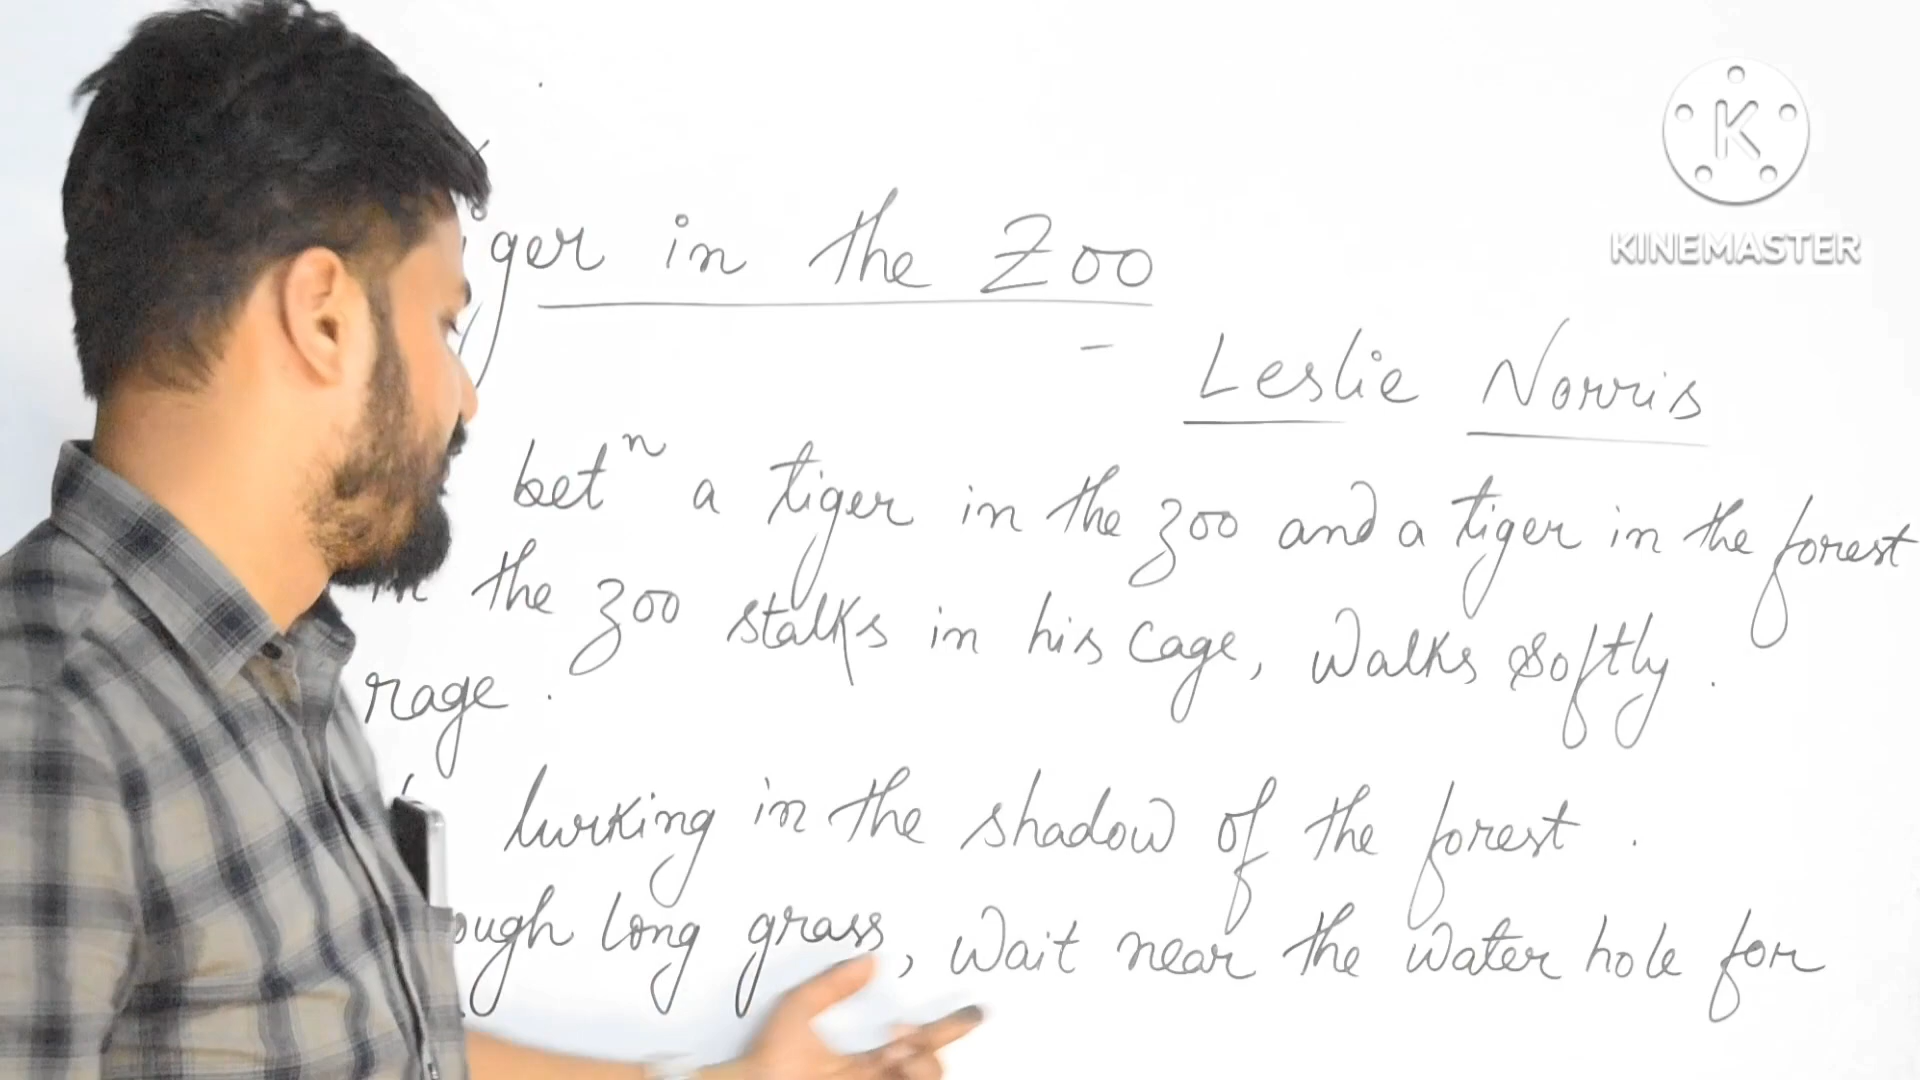 iger in the Zoo
- Leslie Norris
betⁿ a tiger in the zoo and a tiger in the forest
the zoo stalks in his cage, walks softly.
rage.
lurking in the shadow of the forest.
ough long grass, wait near the water hole for
K
KINEMASTER